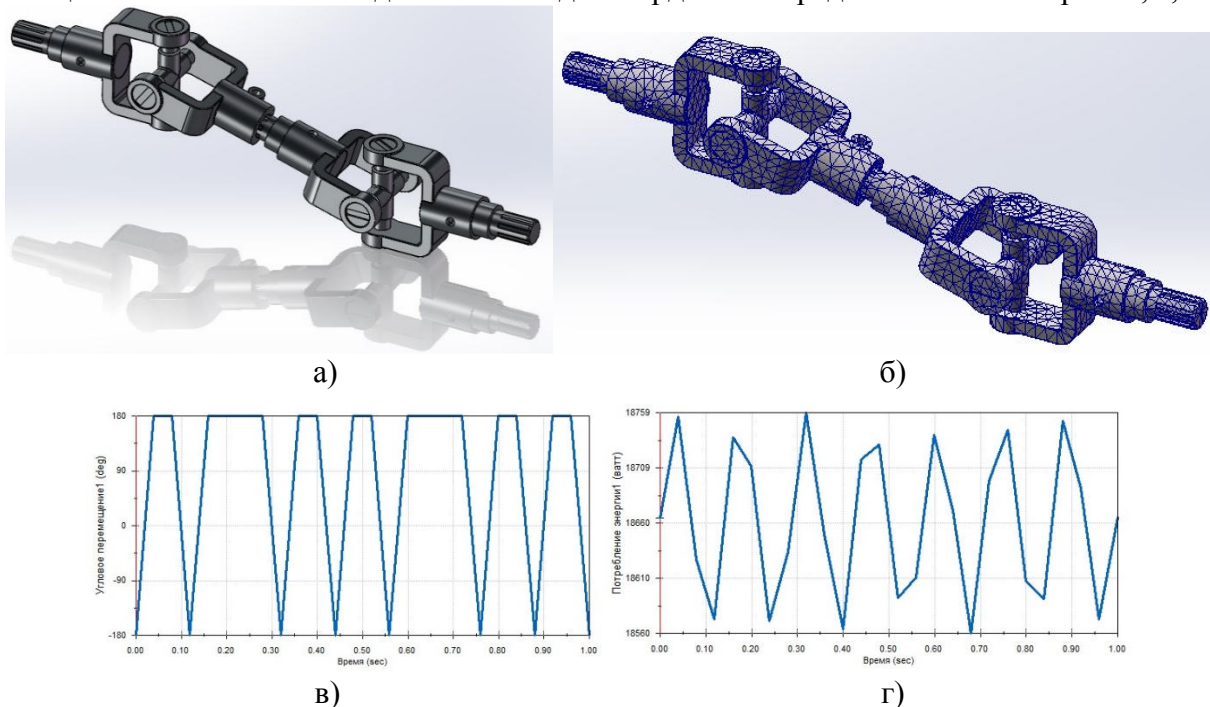 а)
б)
Угловое перемещение1 (deg)
180
90
0
-90
-180
0.00 0.10 0.20 0.30 0.40 0.50 0.60 0.70 0.80 0.90 1.00
Время (sec)
в)
Потребление энергии1 (ватт)
18759
18709
18660
18610
18560
0.00 0.10 0.20 0.30 0.40 0.50 0.60 0.70 0.80 0.90 1.00
Время (sec)
г)